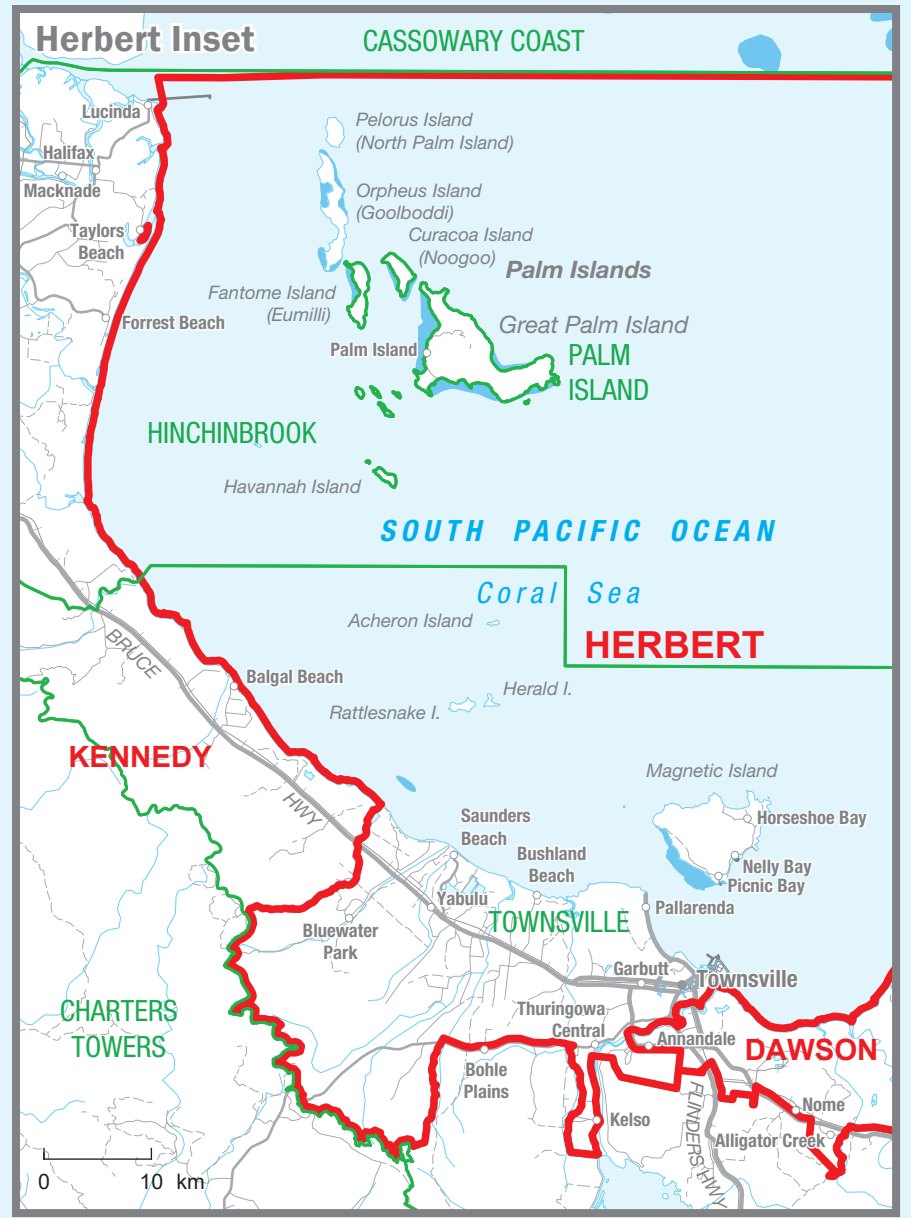 Herbert Inset
CASSOWARY COAST
Lucinda
Pelorus Island
(North Palm Island)
Halifax
Macknade
Orpheus Island
(Goolboddi)
Taylors
Beach
Curacoa Island
(Noogoo)
Palm Islands
Fantome Island
(Eumilli)
Forrest Beach
Great Palm Island
Palm Island
PALM
ISLAND
HINCHINBROOK
Havannah Island
SOUTH PACIFIC OCEAN
Coral Sea
Acheron Island
HERBERT
BRUCE
Balgal Beach
Herald I.
Rattlesnake I.
KENNEDY
HWY
Magnetic Island
Horseshoe Bay
Saunders
Beach
Bushland
Beach
Nelly Bay
Picnic Bay
Yabulu
Pallarenda
TOWNSVILLE
Bluewater
Park
Garbutt
Townsville
CHARTERS
TOWERS
Thuringowa
Central
Annandale
DAWSON
Bohle
Plains
Kelso
Nome
FLINDERS HWY
Alligator Creek
0 10 km